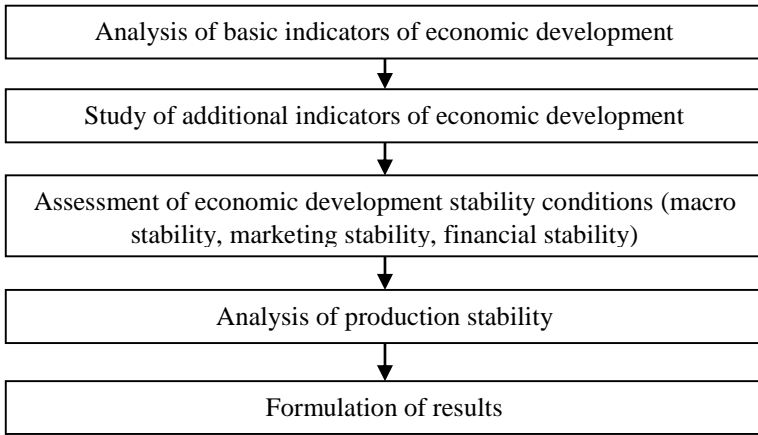 Analysis of basic indicators of economic development
Study of additional indicators of economic development
Assessment of economic development stability conditions (macro
stability, marketing stability, financial stability)
Analysis of production stability
Formulation of results